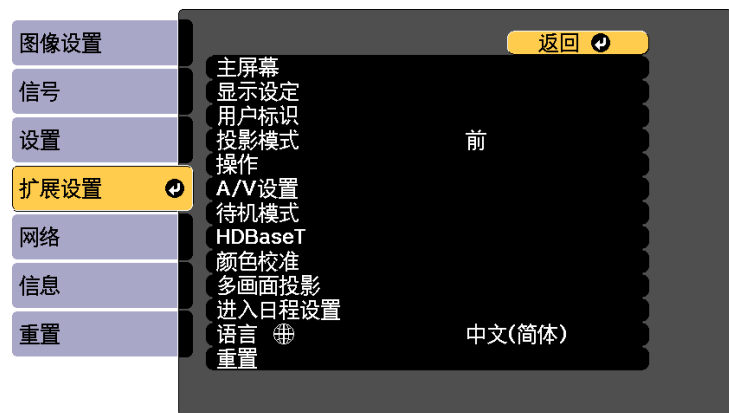 图像设置
信号
设置
扩展设置
网络
信息
重置
返回
主屏幕
显示设定
用户标识
投影模式 前
操作
A/V设置
待机模式
HDBaseT
颜色校准
多画面投影
进入日程设置
语言 中文(简体)
重置